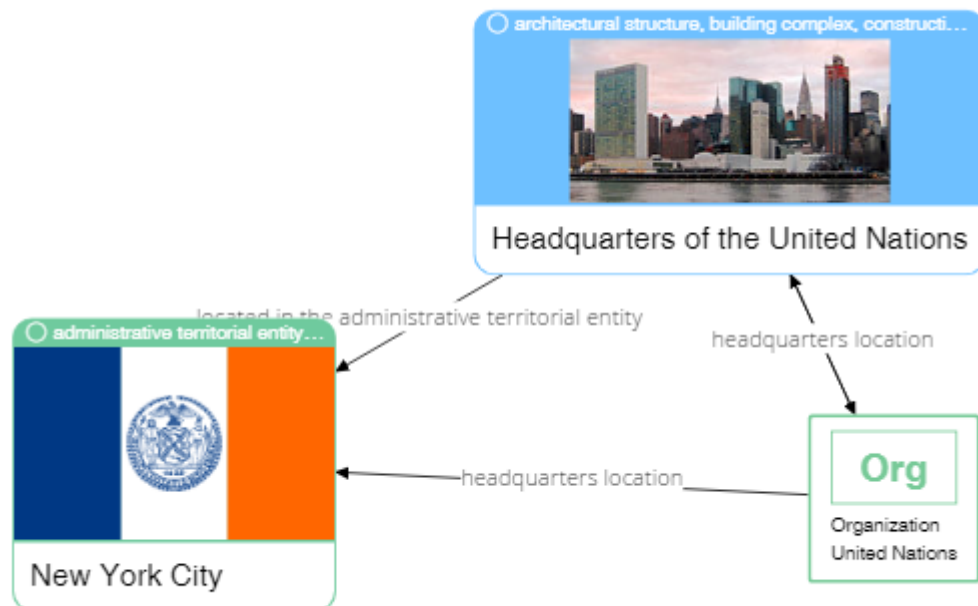 architectural structure, building complex, constructi...
Headquarters of the United Nations
located in the administrative territorial entity
administrative territorial entity...
headquarters location
headquarters location
Org
Organization
United Nations
New York City